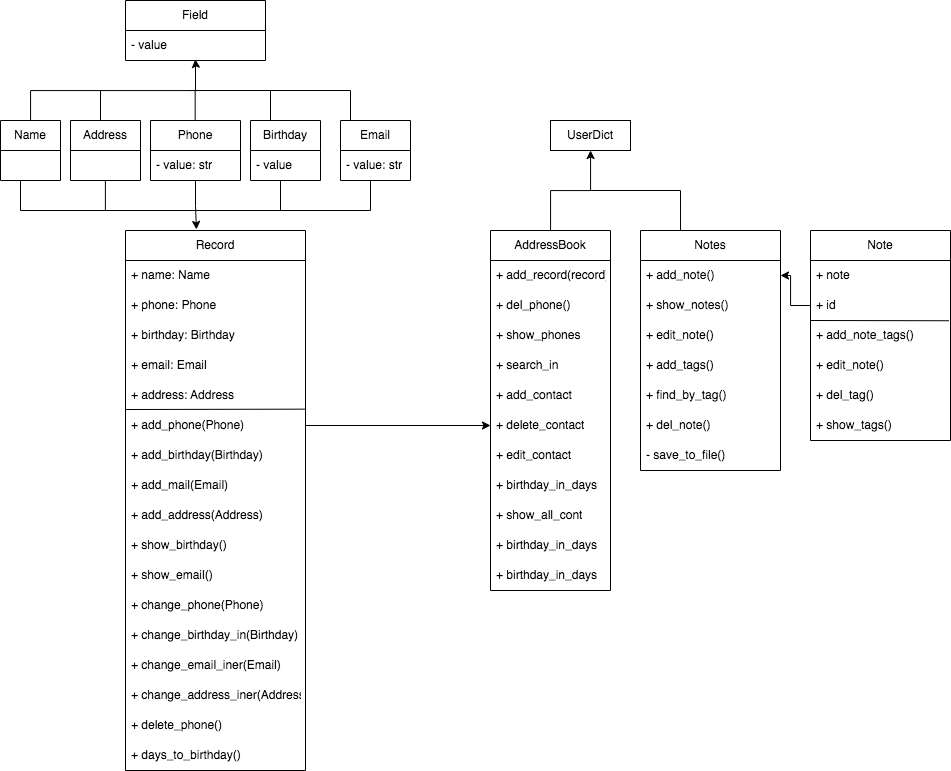 Field
- value
Name
Address
Phone
- value: str
Birthday
- value
Email
- value: str
UserDict
Record
+ name: Name
+ phone: Phone
+ birthday: Birthday
+ email: Email
+ address: Address
+ add_phone(Phone)
+ add_birthday(Birthday)
+ add_mail(Email)
+ add_address(Address)
+ show_birthday()
+ show_email()
+ change_phone(Phone)
+ change_birthday_in(Birthday)
+ change_email_iner(Email)
+ change_address_iner(Address
+ delete_phone()
+ days_to_birthday()
AddressBook
+ add_record(record
+ del_phone()
+ show_phones
+ search_in
+ add_contact
+ delete_contact
+ edit_contact
+ birthday_in_days
+ show_all_cont
+ birthday_in_days
+ birthday_in_days
Notes
+ add_note()
+ show_notes()
+ edit_note()
+ add_tags()
+ find_by_tag()
+ del_note()
- save_to_file()
Note
+ note
+ id
+ add_note_tags()
+ edit_note()
+ del_tag()
+ show_tags()